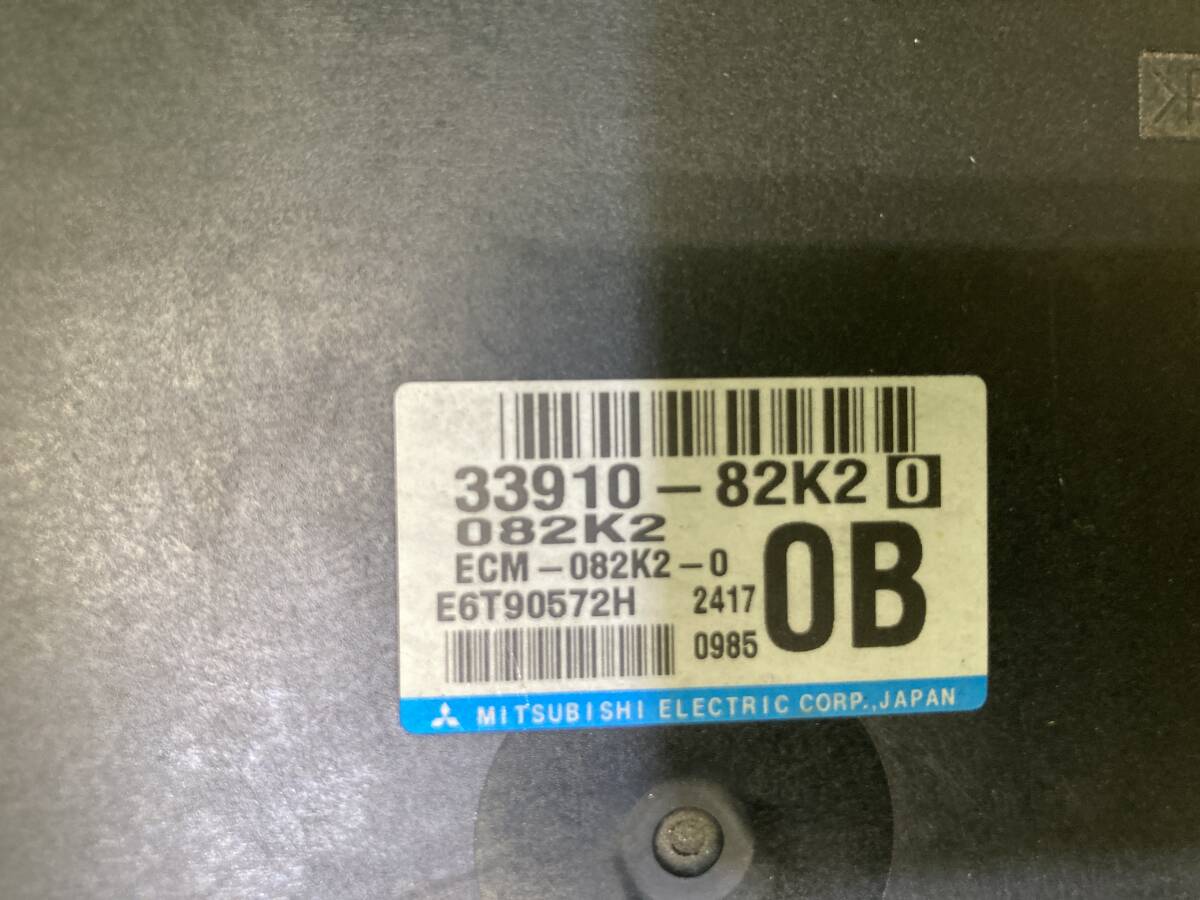 33910-82K2 0
082K2
ECM-082K2-0
E6T90572H 2417
0985
0B
MITSUBISHI ELECTRIC CORP.,JAPAN